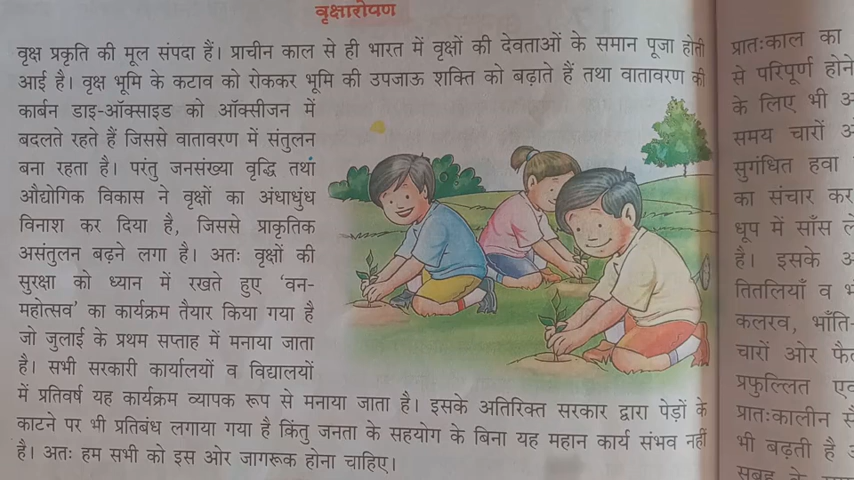 वृक्षारोपण
वृक्ष प्रकृति की मूल संपदा हैं। प्राचीन काल से ही भारत में वृक्षों की देवताओं के समान पूजा होती
आई है। वृक्ष भूमि के कटाव को रोककर भूमि की उपजाऊ शक्ति को बढ़ाते हैं तथा वातावरण की
कार्बन डाइ-ऑक्साइड को ऑक्सीजन में
बदलते रहते हैं जिससे वातावरण में संतुलन
बना रहता है। परंतु जनसंख्या वृद्धि तथा
औद्योगिक विकास ने वृक्षों का अंधाधुंध
विनाश कर दिया है, जिससे प्राकृतिक
असंतुलन बढ़ने लगा है। अतः वृक्षों की
सुरक्षा को ध्यान में रखते हुए 'वन-
महोत्सव' का कार्यक्रम तैयार किया गया है
जो जुलाई के प्रथम सप्ताह में मनाया जाता
है। सभी सरकारी कार्यालयों व विद्यालयों
में प्रतिवर्ष यह कार्यक्रम व्यापक रूप से मनाया जाता है। इसके अतिरिक्त सरकार द्वारा पेड़ों के
काटने पर भी प्रतिबंध लगाया गया है किंतु जनता के सहयोग के बिना यह महान कार्य संभव नहीं
है। अतः हम सभी को इस ओर जागरूक होना चाहिए।
प्रातःकाल का
से परिपूर्ण होने
के लिए भी
समय चारों
सुगंधित हवा
का संचार कर
धूप में साँस
है। इसके
तितलियाँ व
कलरव, भाँति-
चारों ओर
प्रफुल्लित
प्रातःकालीन
भी बढ़ती है
सुबह के